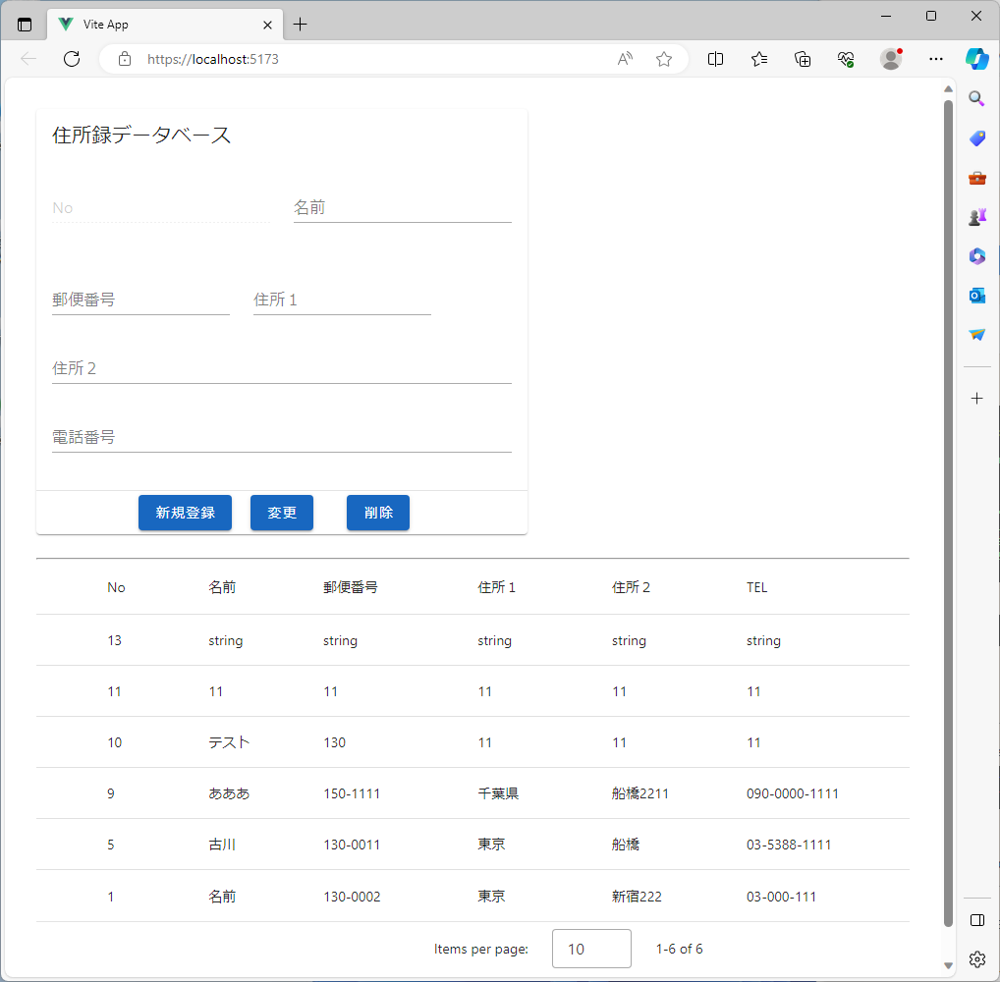 Vite App
https://localhost:5173
住所録データベース
No 名前
郵便番号 住所１
住所２
電話番号
新規登録 変更 削除
No 名前 郵便番号 住所１ 住所２ TEL
13 string string string string string
11 11 11 11 11 11
10 テスト 130 11 11 11
9 あああ 150-1111 千葉県 船橋2211 090-0000-1111
5 古川 130-0011 東京 船橋 03-5388-1111
1 名前 130-0002 東京 新宿222 03-000-111
Items per page: 10 1-6 of 6